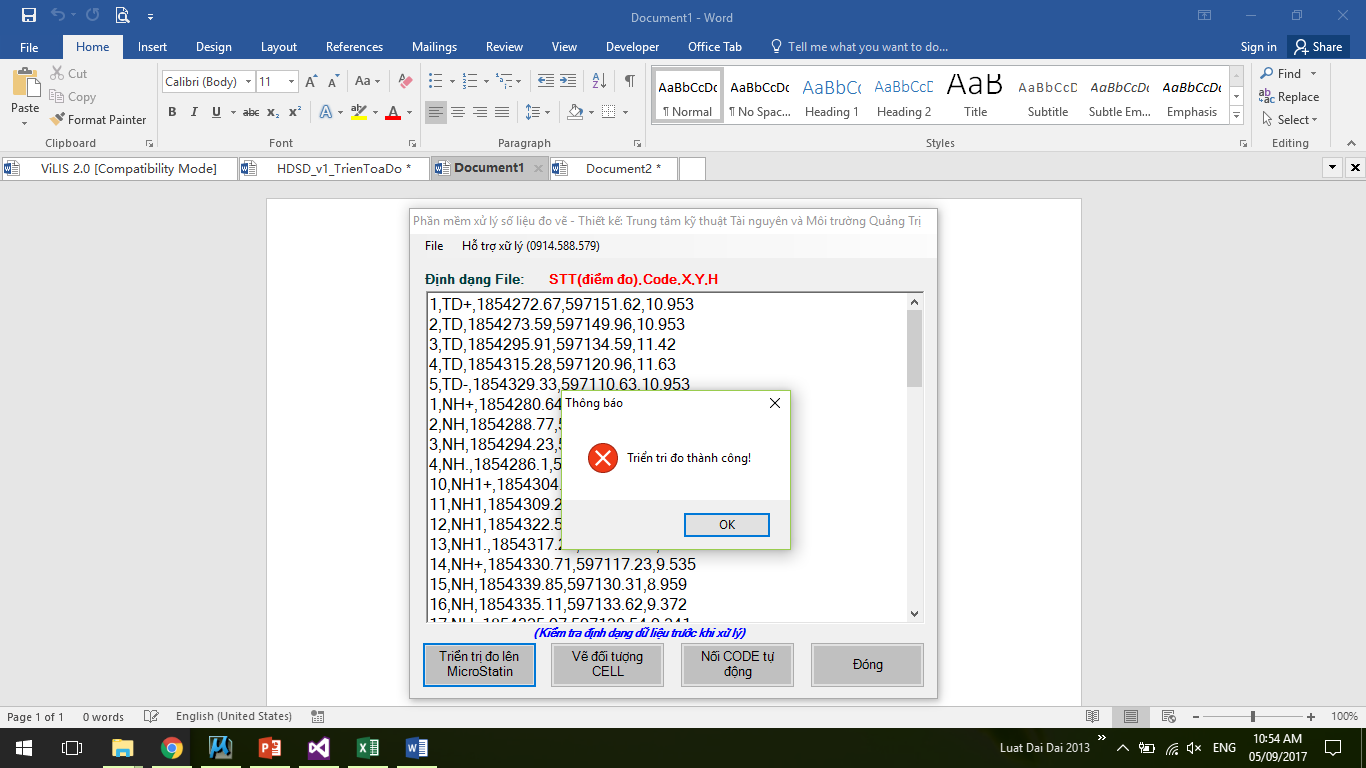 Document1 - Word
File Home Insert Design Layout References Mailings Review View Developer Office Tab Tell me what you want to do... Sign in Share
Paste
Cut
Copy
Format Painter
Clipboard
Calibri (Body) 11
Font
Paragraph
AaBbCcDc AaBbCcDc AaBbCc AaBbCcD AaB AaBbCcD AaBbCcDc AaBbCcDc
¶ Normal ¶ No Spac... Heading 1 Heading 2 Title Subtitle Subtle Em... Emphasis
Styles
Find
Replace
Select
Editing
ViLIS 2.0 [Compatibility Mode] HDSD_v1_TrienToaDo * Document1 Document2 *
Phần mềm xử lý số liệu đo vẽ - Thiết kế: Trung tâm kỹ thuật Tài nguyên và Môi trường Quảng Trị
File Hỗ trợ xử lý (0914.588.579)
Định dạng File: STT(điểm đo),Code,X,Y,H
1,TD+,1854272.67,597151.62,10.953
2,TD,1854273.59,597149.96,10.953
3,TD,1854295.91,597134.59,11.42
4,TD,1854315.28,597120.96,11.63
5,TD-,1854329.33,597110.63,10.953
1,NH+,1854280.64
2,NH,1854288.77,
3,NH,1854294.23,
4,NH.,1854286.1,
10,NH1+,1854304.
11,NH1,1854309.2
12,NH1,1854322.5
13,NH1.,1854317.
14,NH+,1854330.71,597117.23,9.535
15,NH,1854339.85,597130.31,8.959
16,NH,1854335.11,597133.62,9.372
Thông báo
Triển tri đo thành công!
OK
(Kiểm tra định dạng dữ liệu trước khi xử lý)
Triển trị đo lên MicroStatin
Vẽ đối tượng CELL
Nối CODE tự động
Đóng
Page 1 of 1 0 words English (United States) 100%
Luat Dai Dai 2013 ENG 10:54 AM
05/09/2017